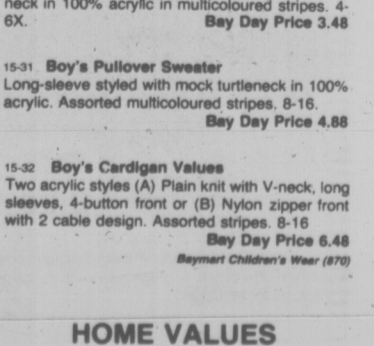 neck in 100% acrylic in multicoloured stripes. 4-
6X. Bay Day Price 3.48
15-31 Boy's Pullover Sweater
Long-sleeve styled with mock turtleneck in 100%
acrylic. Assorted multicoloured stripes. 8-16.
Bay Day Price 4.88
15-32 Boy's Cardigan Values
Two acrylic styles (A) Plain knit with V-neck, long
sleeves, 4-button front or (B) Nylon zipper front
with 2 cable design. Assorted stripes. 8-16
Bay Day Price 6.48
Baymart Children's Wear (870)
HOME VALUES